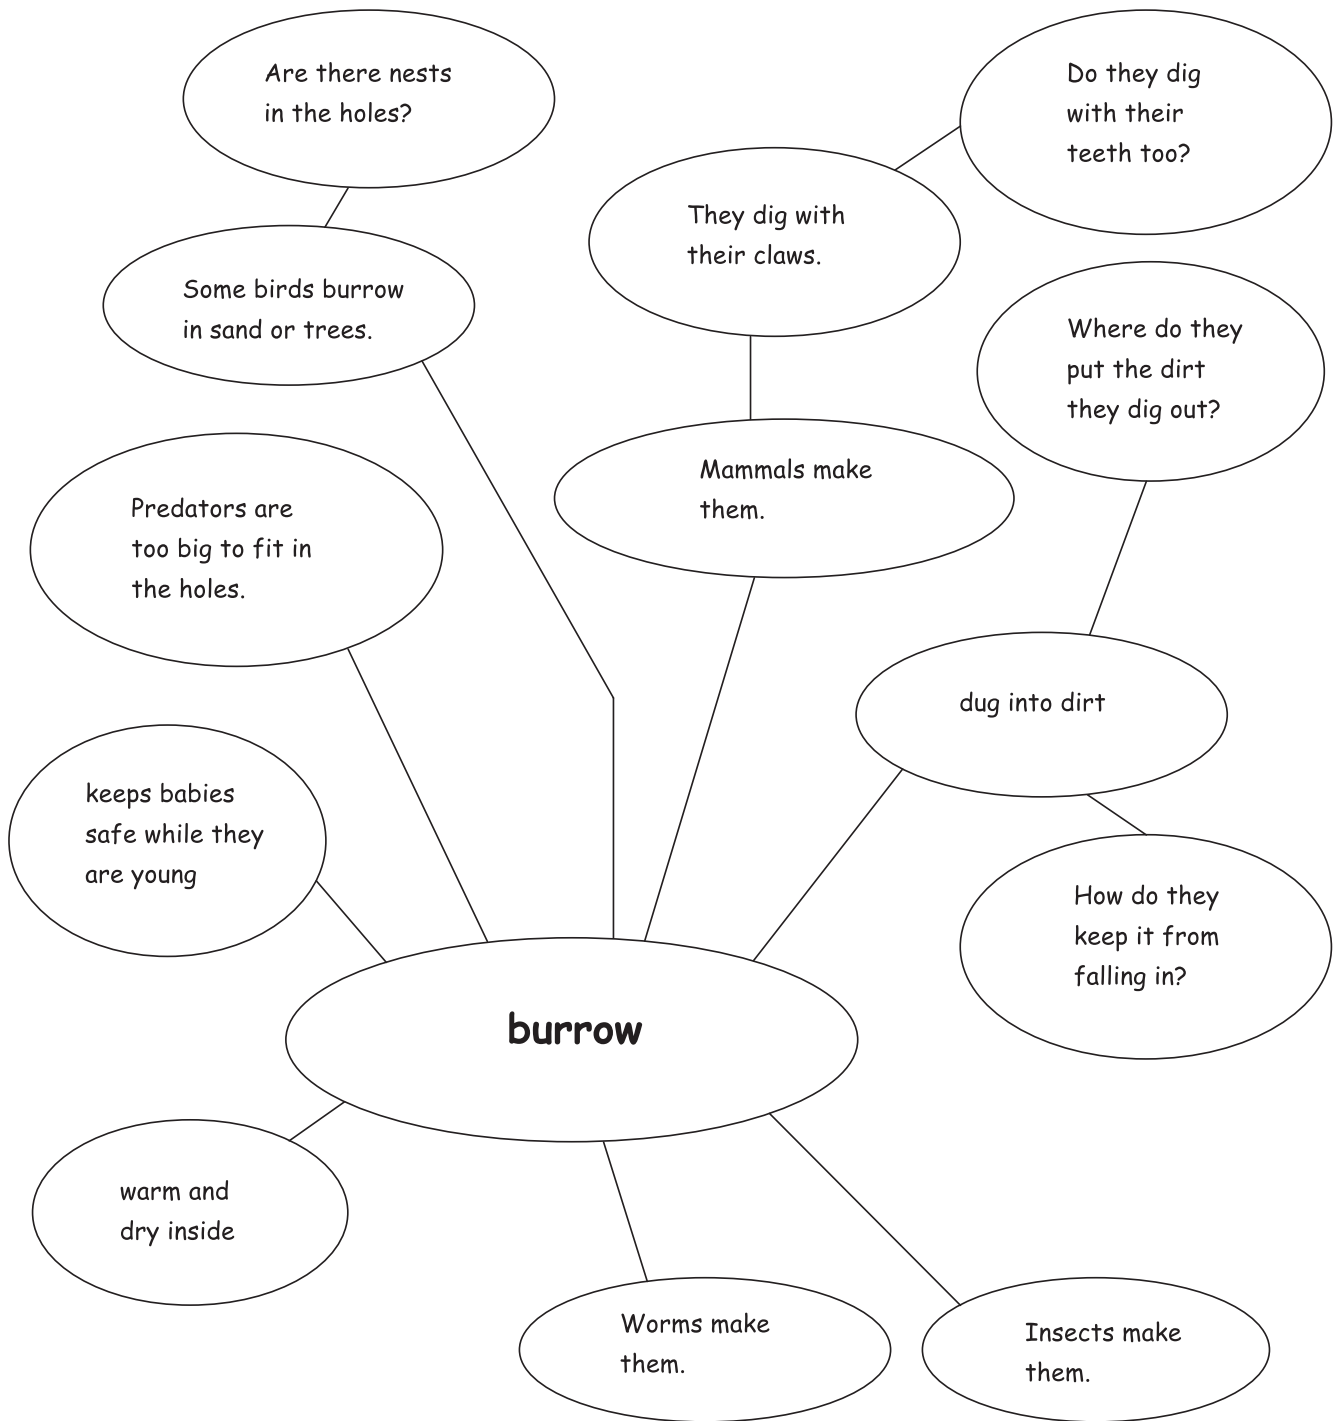 Are there nests
in the holes?
Do they dig
with their
teeth too?
They dig with
their claws.
Some birds burrow
in sand or trees.
Where do they
put the dirt
they dig out?
Mammals make
them.
Predators are
too big to fit in
the holes.
dug into dirt
keeps babies
safe while they
are young
How do they
keep it from
falling in?
burrow
warm and
dry inside
Worms make
them.
Insects make
them.